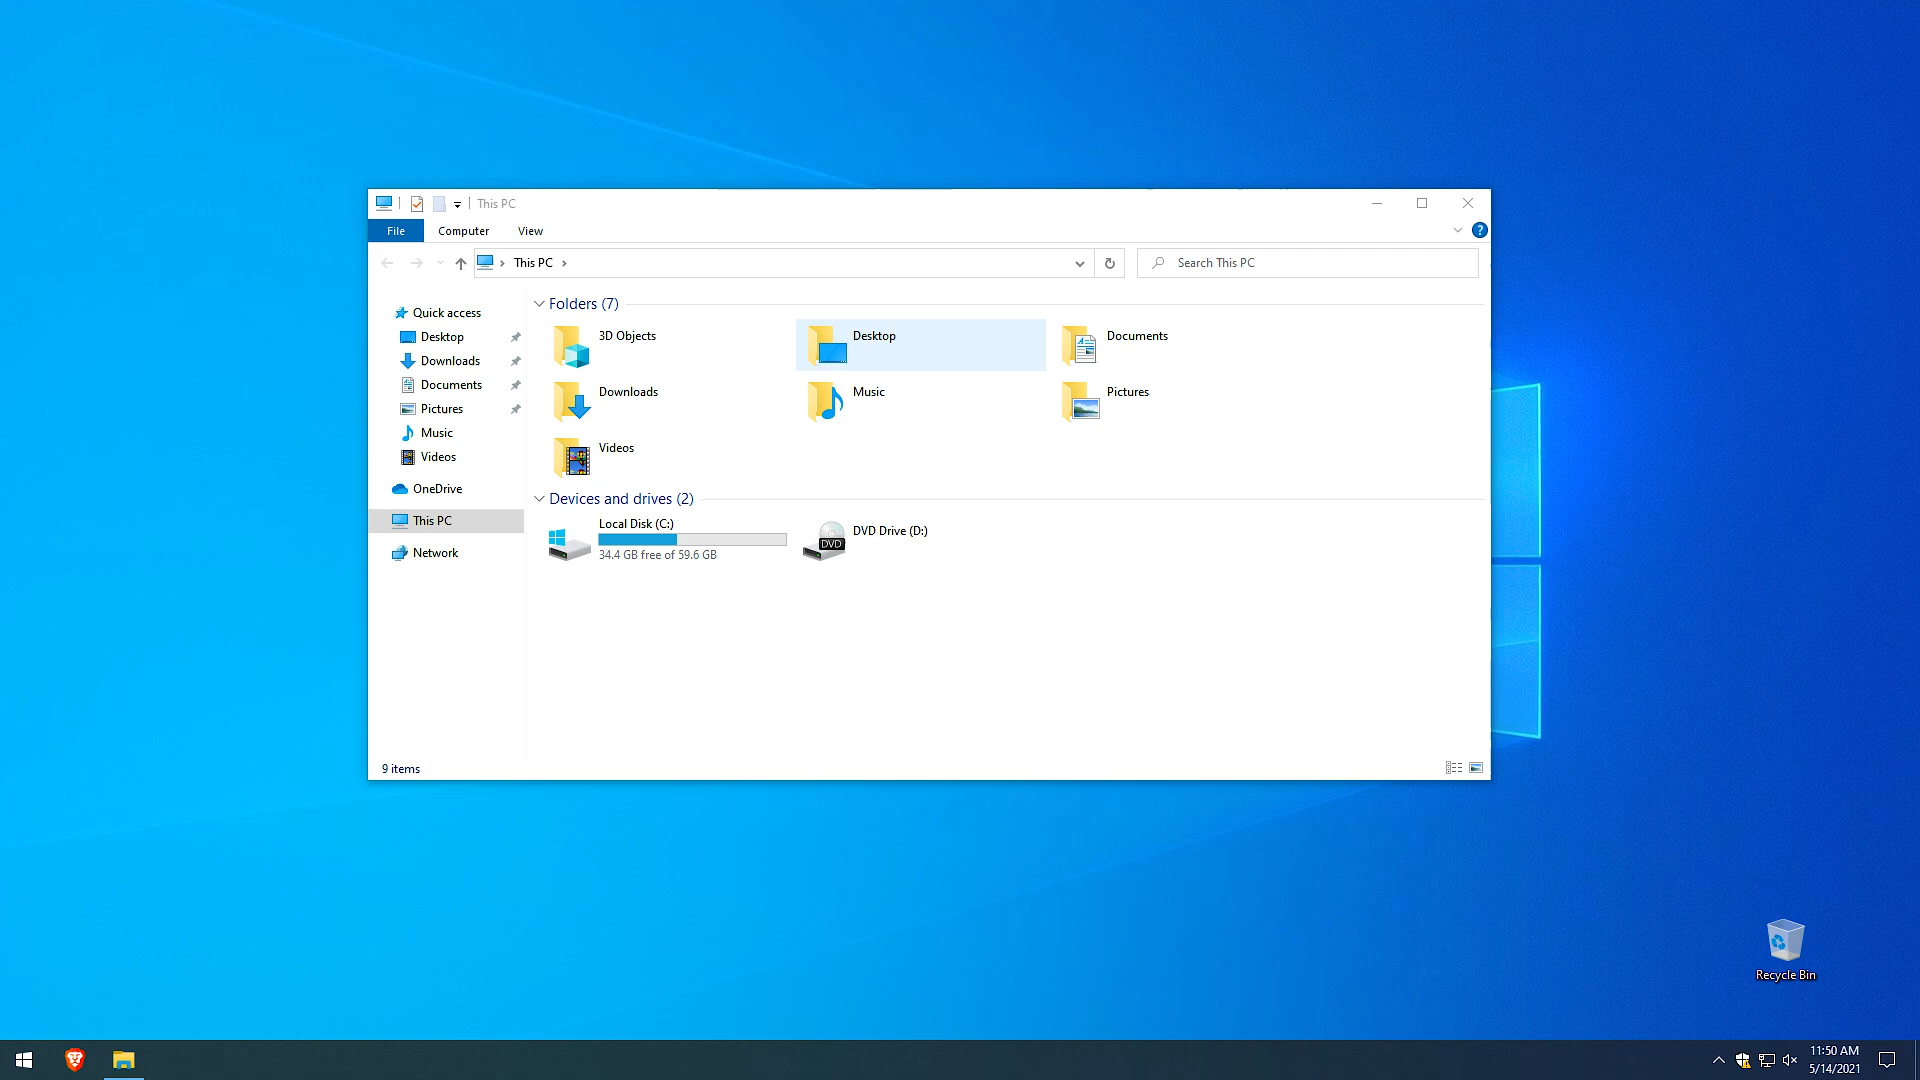 This PC
File
Computer
View
This PC
Search This PC
Quick access
Desktop
Downloads
Documents
Pictures
Music
Videos
OneDrive
This PC
Network
Folders (7)
3D Objects
Desktop
Documents
Downloads
Music
Pictures
Videos
Devices and drives (2)
Local Disk (C:)
34.4 GB free of 59.6 GB
DVD
DVD Drive (D:)
9 items
Recycle Bin
11:50 AM
5/14/2021